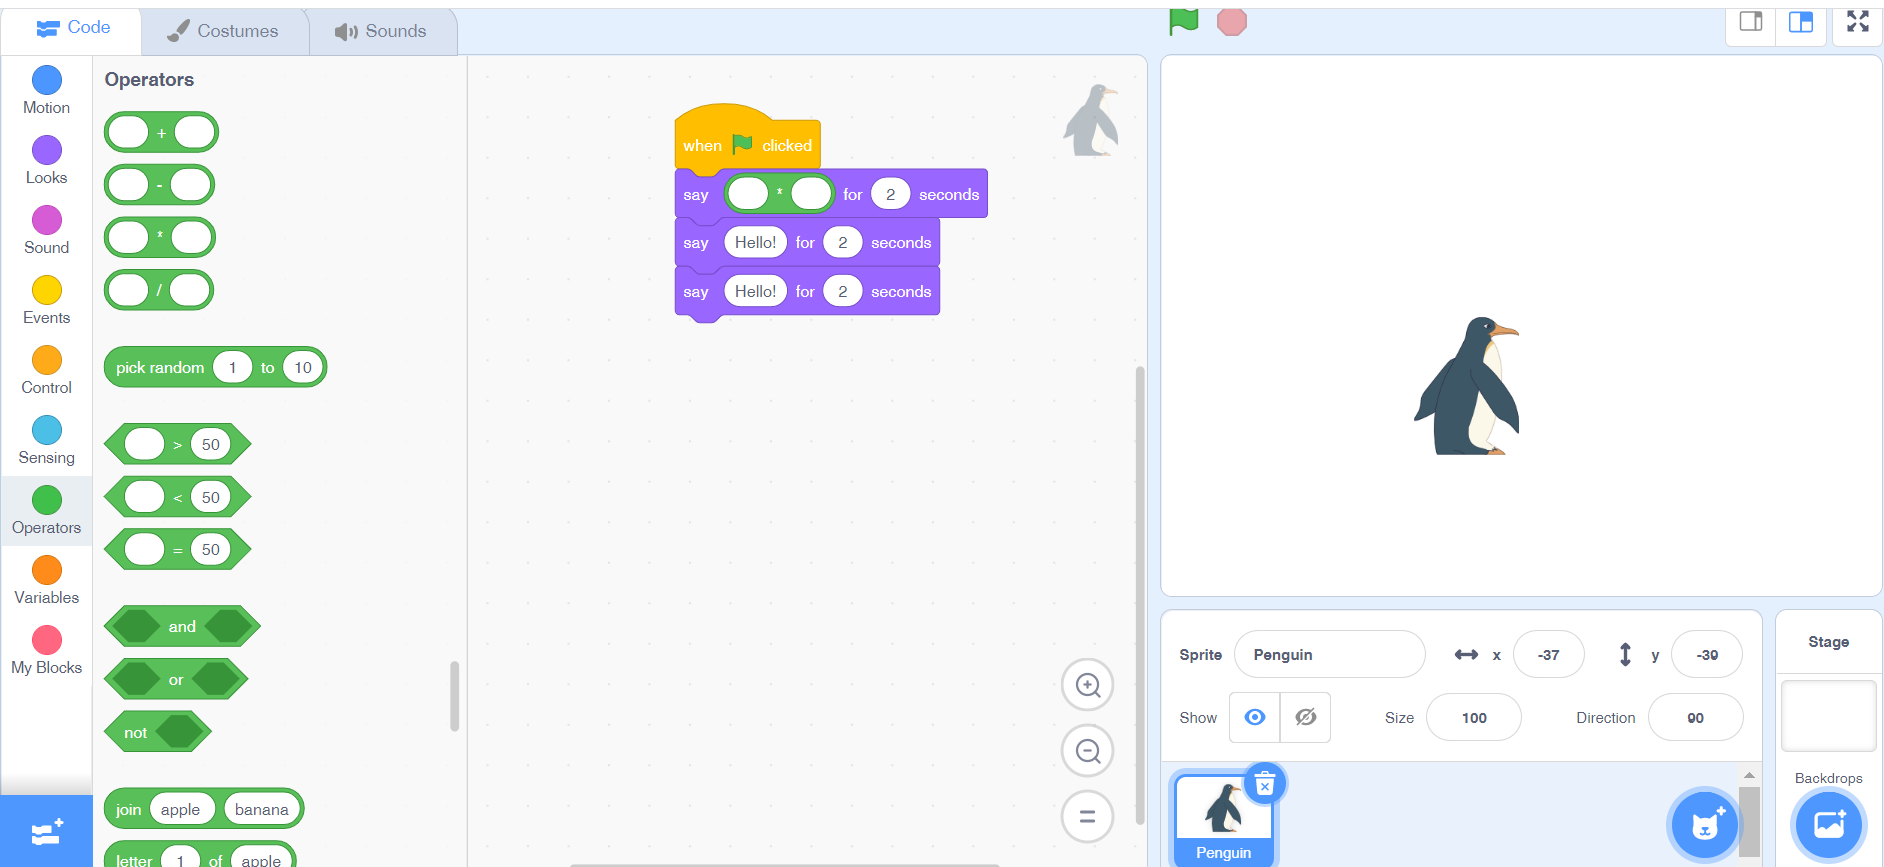 Code
Costumes
Sounds
Motion
Looks
Sound
Events
Control
Sensing
Operators
Variables
My Blocks
Operators
+
-
*
/
pick random 1 to 10
> 50
< 50
= 50
and
or
not
join apple banana
letter 1 of apple
when clicked
say * for 2 seconds
say Hello! for 2 seconds
say Hello! for 2 seconds
Sprite Penguin x -37 y -39
Show Size 100 Direction 90
Penguin
Stage
Backdrops